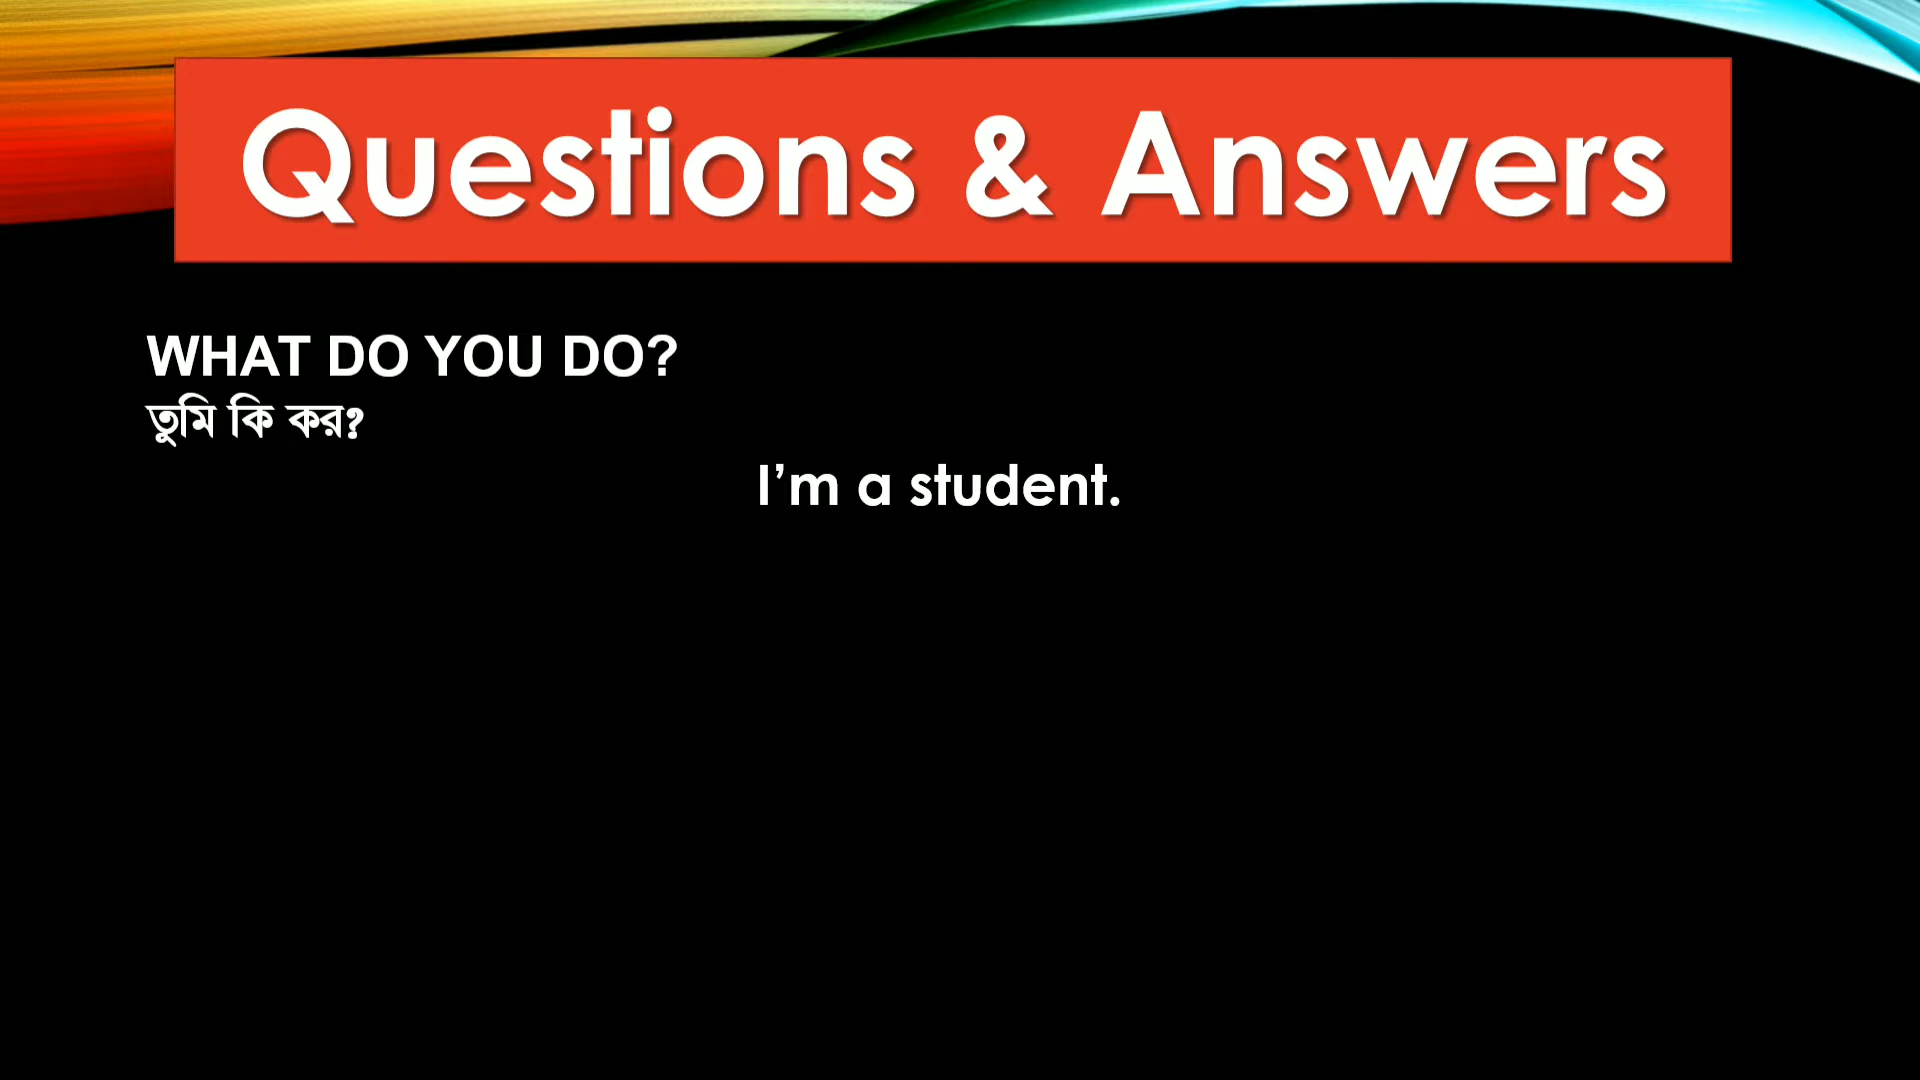 Questions & Answers
WHAT DO YOU DO?
তুমি কি কর?
I’m a student.